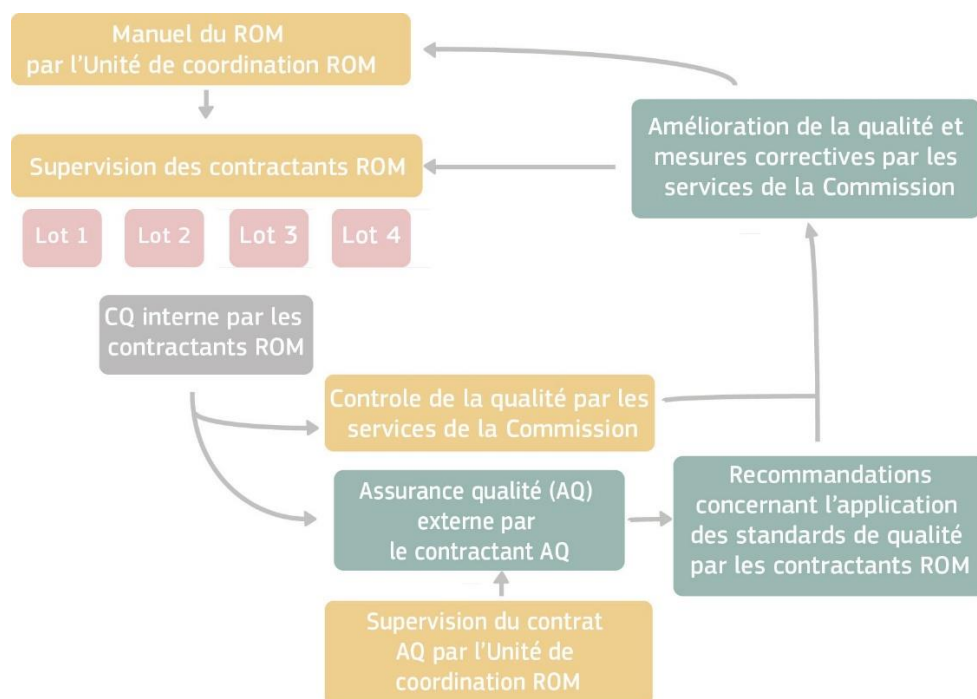 Manuel du ROM
par l'Unité de coordination ROM
Supervision des contractants ROM
Lot 1
Lot 2
Lot 3
Lot 4
Amélioration de la qualité et
mesures correctives par les
services de la Commission
CQ interne par les
contractants ROM
Controle de la qualité par les
services de la Commission
Assurance qualité (AQ)
externe par
le contractant AQ
Recommandations
concernant l'application
des standards de qualité
par les contractants ROM
Supervision du contrat
AQ par l'Unité de
coordination ROM